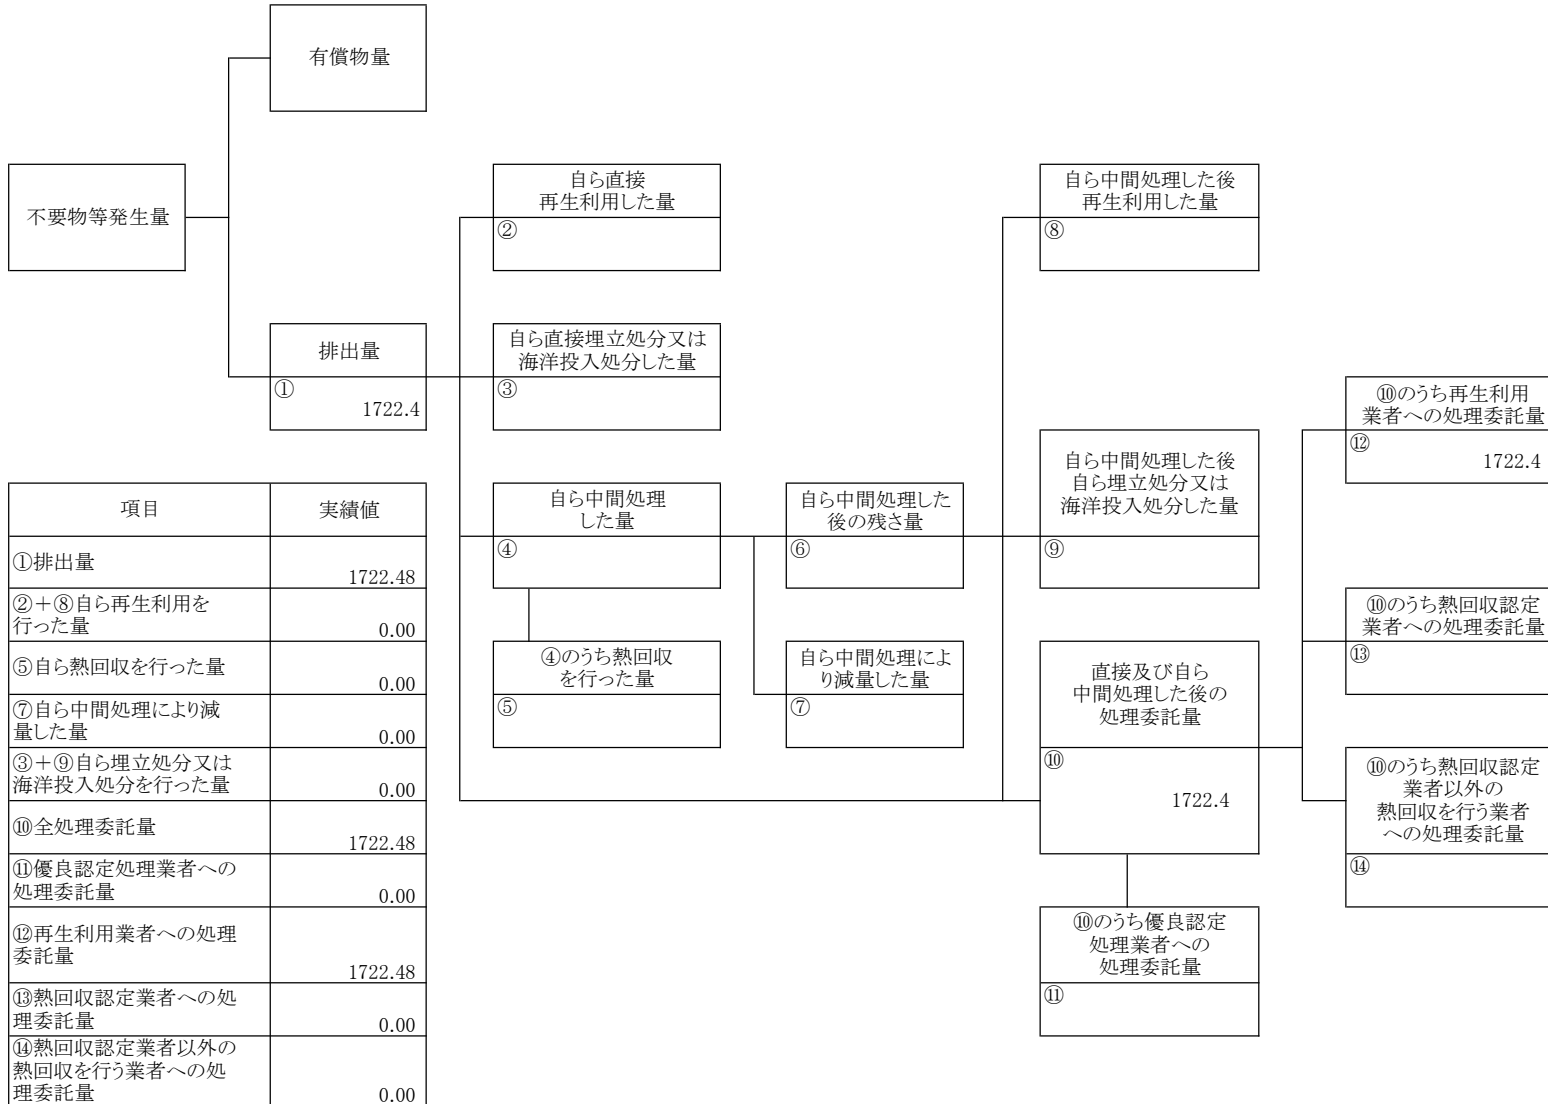 有償物量
不要物等発生量
自ら直接
再生利用した量
②
自ら中間処理した後
再生利用した量
⑧
排出量
①
1722.4
自ら直接埋立処分又は
海洋投入処分した量
③
⑩のうち再生利用
業者への処理委託量
⑫
1722.4
自ら中間処理
した量
④
自ら中間処理した
後の残さ量
⑥
自ら中間処理した後
自ら埋立処分又は
海洋投入処分した量
⑨
⑩のうち熱回収認定
業者への処理委託量
⑬
④のうち熱回収
を行った量
⑤
自ら中間処理によ
り減量した量
⑦
直接及び自ら
中間処理した後の
処理委託量
⑩
1722.4
⑩のうち熱回収認定
業者以外の
熱回収を行う業者
への処理委託量
⑭
⑩のうち優良認定
処理業者への
処理委託量
⑪
項目 実績値
①排出量
1722.48
②＋⑧自ら再生利用を
行った量
0.00
⑤自ら熱回収を行った量
0.00
⑦自ら中間処理により減
量した量
0.00
③＋⑨自ら埋立処分又は
海洋投入処分を行った量
0.00
⑩全処理委託量
1722.48
⑪優良認定処理業者への
処理委託量
0.00
⑫再生利用業者への処理
委託量
1722.48
⑬熱回収認定業者への処
理委託量
0.00
⑭熱回収認定業者以外の
熱回収を行う業者への処
理委託量
0.00